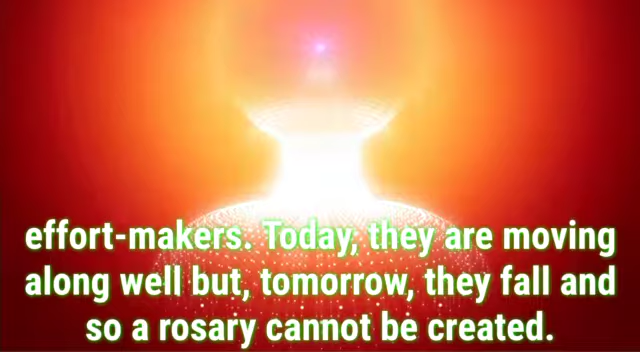 effort-makers. Today, they are moving
along well but, tomorrow, they fall and
so a rosary cannot be created.